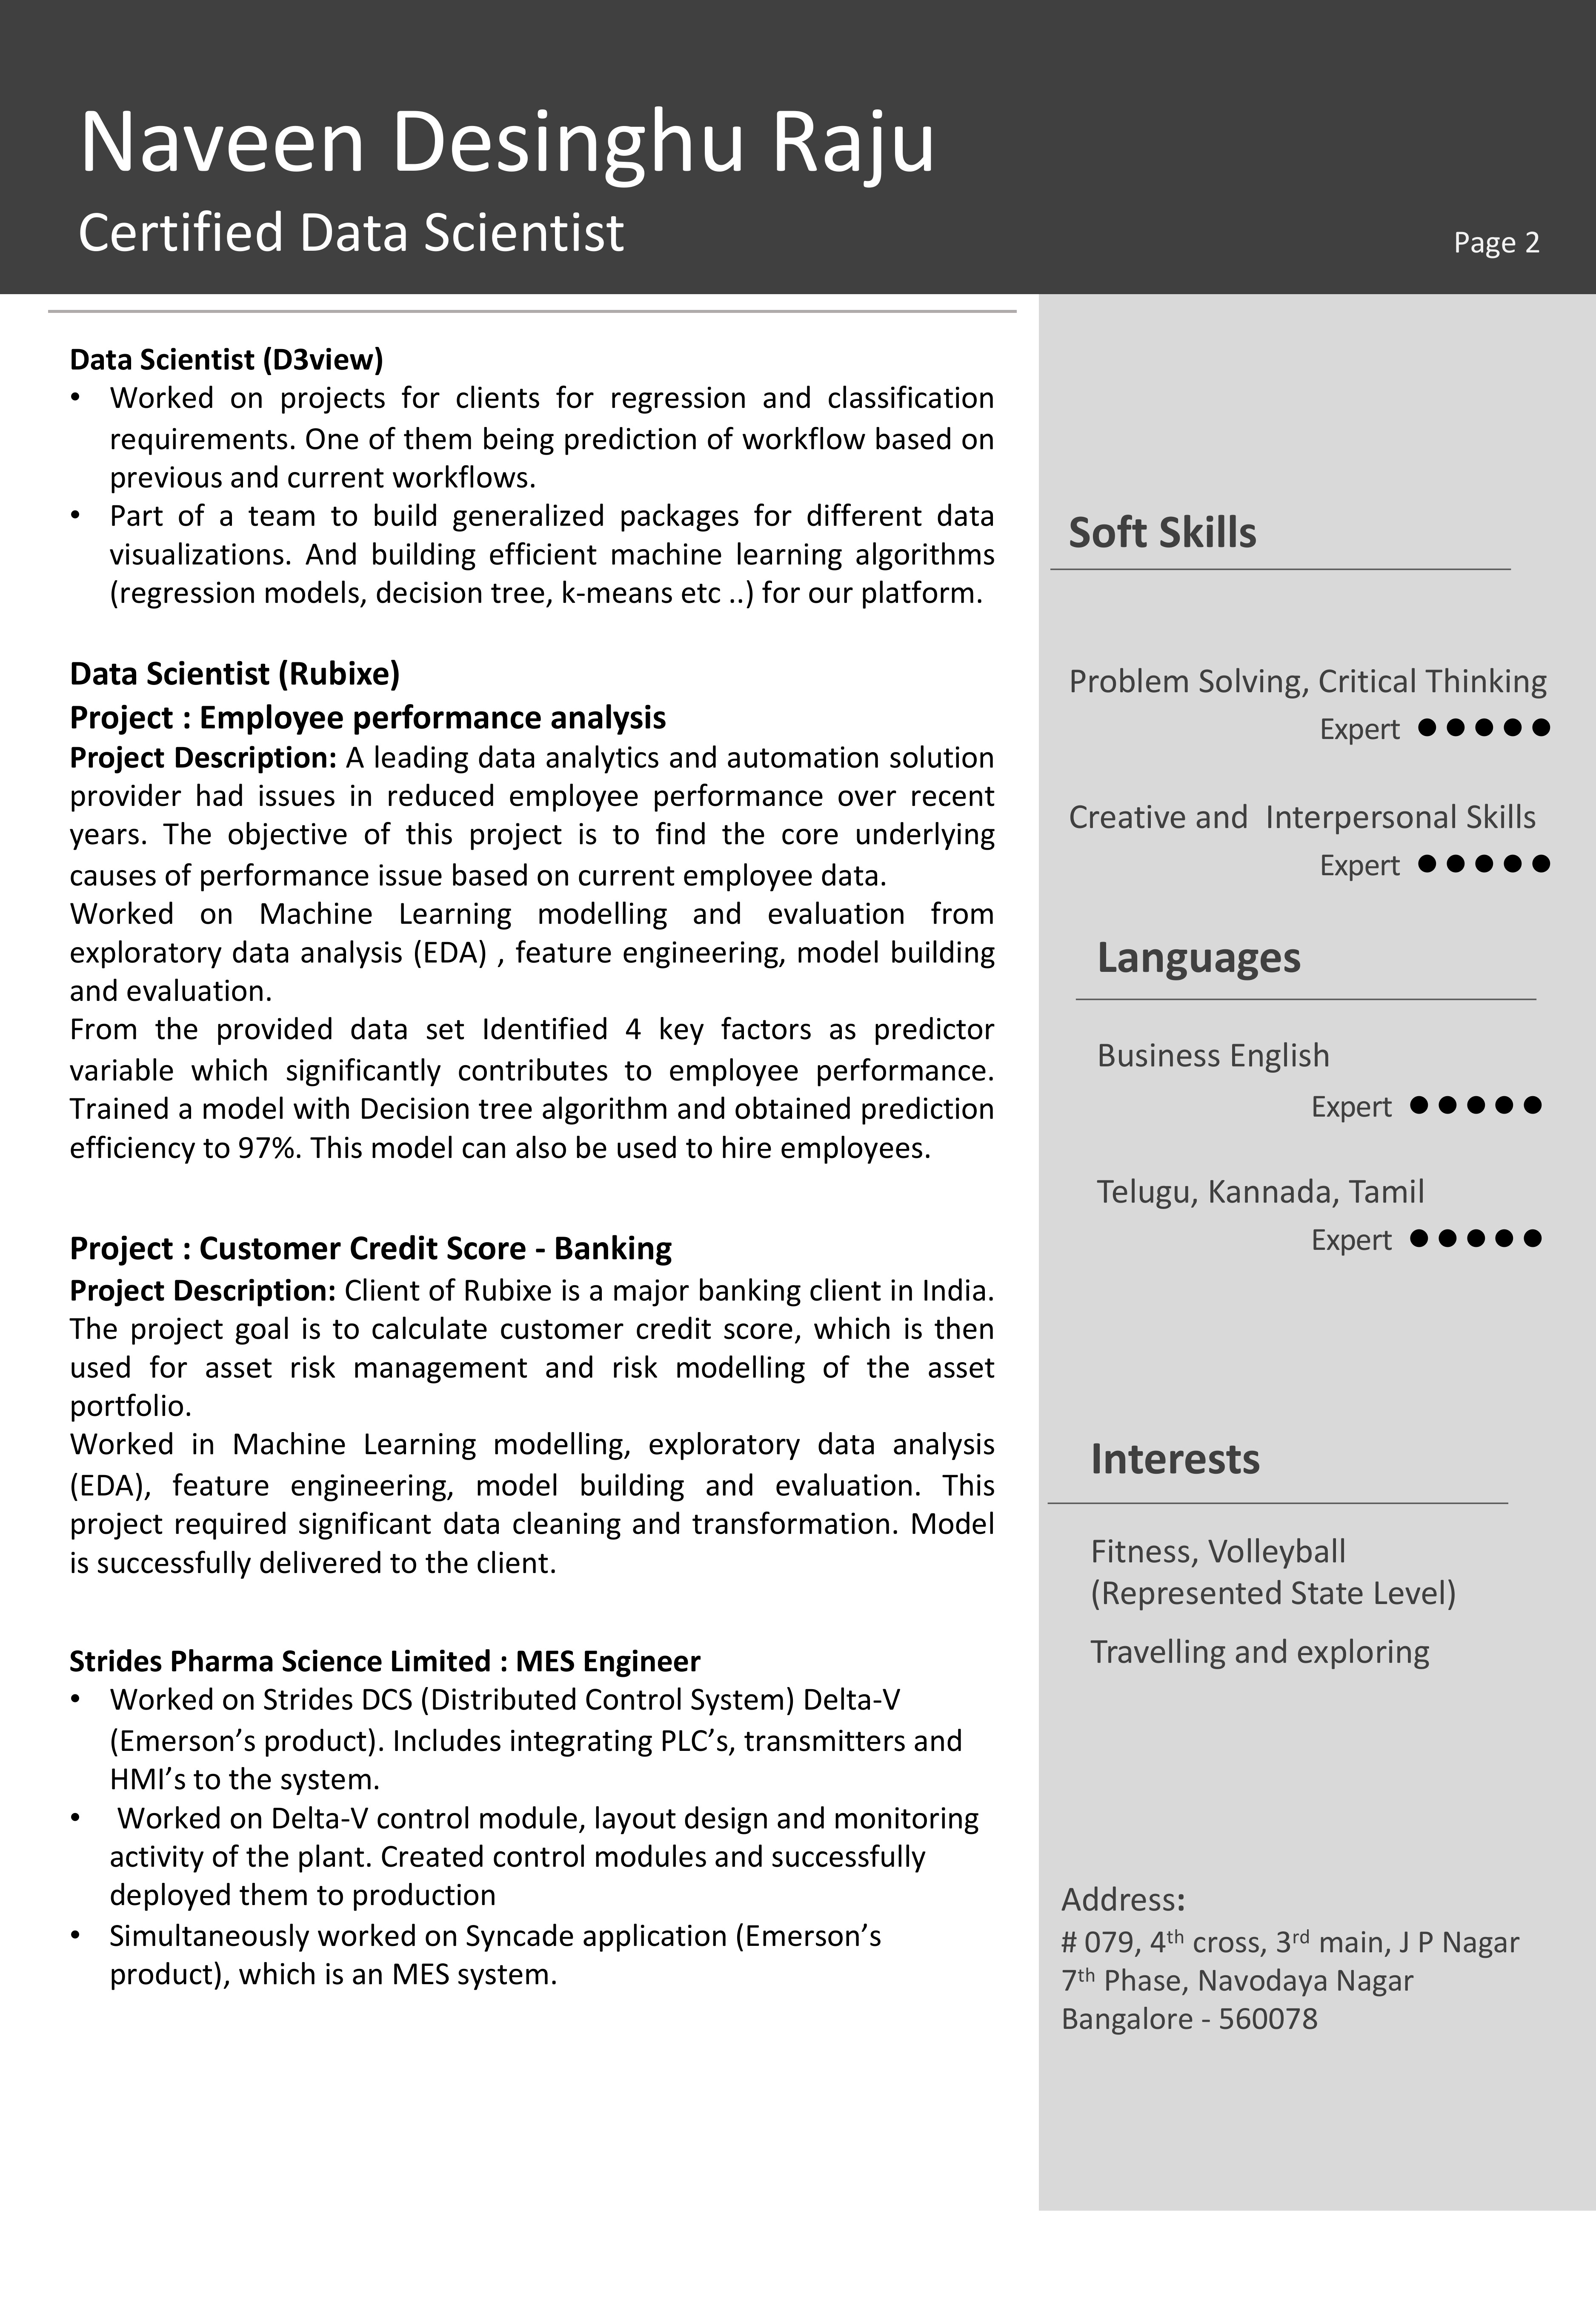 Naveen Desinghu Raju
Certified Data Scientist
Page 2
Data Scientist (D3view)
• Worked on projects for clients for regression and classification
requirements. One of them being prediction of workflow based on
previous and current workflows.
• Part of a team to build generalized packages for different data
visualizations. And building efficient machine learning algorithms
(regression models, decision tree, k-means etc ..) for our platform.
Data Scientist (Rubixe)
Project : Employee performance analysis
Project Description: A leading data analytics and automation solution
provider had issues in reduced employee performance over recent
years. The objective of this project is to find the core underlying
causes of performance issue based on current employee data.
Worked on Machine Learning modelling and evaluation from
exploratory data analysis (EDA) , feature engineering, model building
and evaluation.
From the provided data set Identified 4 key factors as predictor
variable which significantly contributes to employee performance.
Trained a model with Decision tree algorithm and obtained prediction
efficiency to 97%. This model can also be used to hire employees.
Project : Customer Credit Score - Banking
Project Description: Client of Rubixe is a major banking client in India.
The project goal is to calculate customer credit score, which is then
used for asset risk management and risk modelling of the asset
portfolio.
Worked in Machine Learning modelling, exploratory data analysis
(EDA), feature engineering, model building and evaluation. This
project required significant data cleaning and transformation. Model
is successfully delivered to the client.
Strides Pharma Science Limited : MES Engineer
• Worked on Strides DCS (Distributed Control System) Delta-V
(Emerson’s product). Includes integrating PLC’s, transmitters and
HMI’s to the system.
• Worked on Delta-V control module, layout design and monitoring
activity of the plant. Created control modules and successfully
deployed them to production
• Simultaneously worked on Syncade application (Emerson’s
product), which is an MES system.
Soft Skills
Problem Solving, Critical Thinking
Expert ● ● ● ● ●
Creative and Interpersonal Skills
Expert ● ● ● ● ●
Languages
Business English
Expert ● ● ● ● ●
Telugu, Kannada, Tamil
Expert ● ● ● ● ●
Interests
Fitness, Volleyball
(Represented State Level)
Travelling and exploring
Address:
# 079, 4th cross, 3rd main, J P Nagar
7th Phase, Navodaya Nagar
Bangalore - 560078